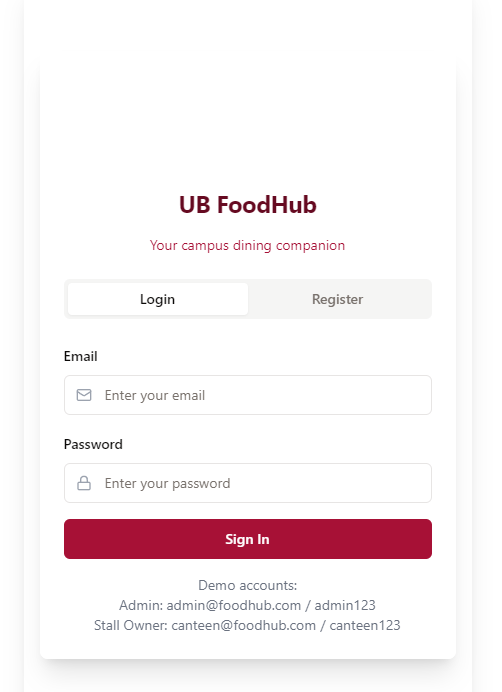 UB FoodHub
Your campus dining companion
Login
Register
Email
Enter your email
Password
Enter your password
Sign In
Demo accounts:
Admin: admin@foodhub.com / admin123
Stall Owner: canteen@foodhub.com / canteen123